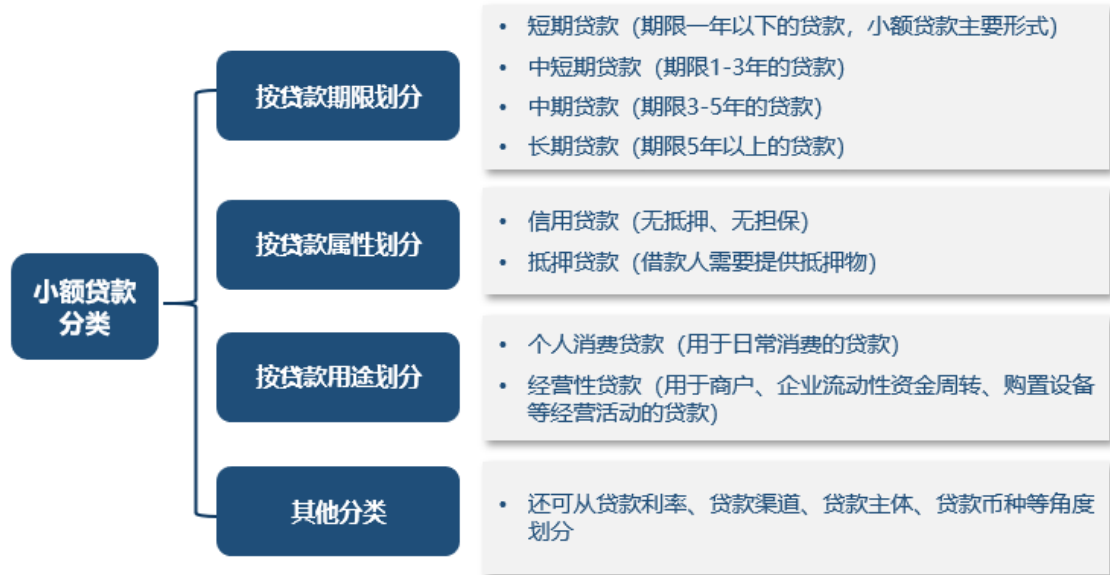 小额贷款
分类
按贷款期限划分
• 短期贷款（期限一年以下的贷款，小额贷款主要形式）
• 中短期贷款（期限1-3年的贷款）
• 中期贷款（期限3-5年的贷款）
• 长期贷款（期限5年以上的贷款）
按贷款属性划分
• 信用贷款（无抵押、无担保）
• 抵押贷款（借款人需要提供抵押物）
按贷款用途划分
• 个人消费贷款（用于日常消费的贷款）
• 经营性贷款（用于商户、企业流动性资金周转、购置设备
等经营活动的贷款）
其他分类
• 还可从贷款利率、贷款渠道、贷款主体、贷款币种等角度
划分